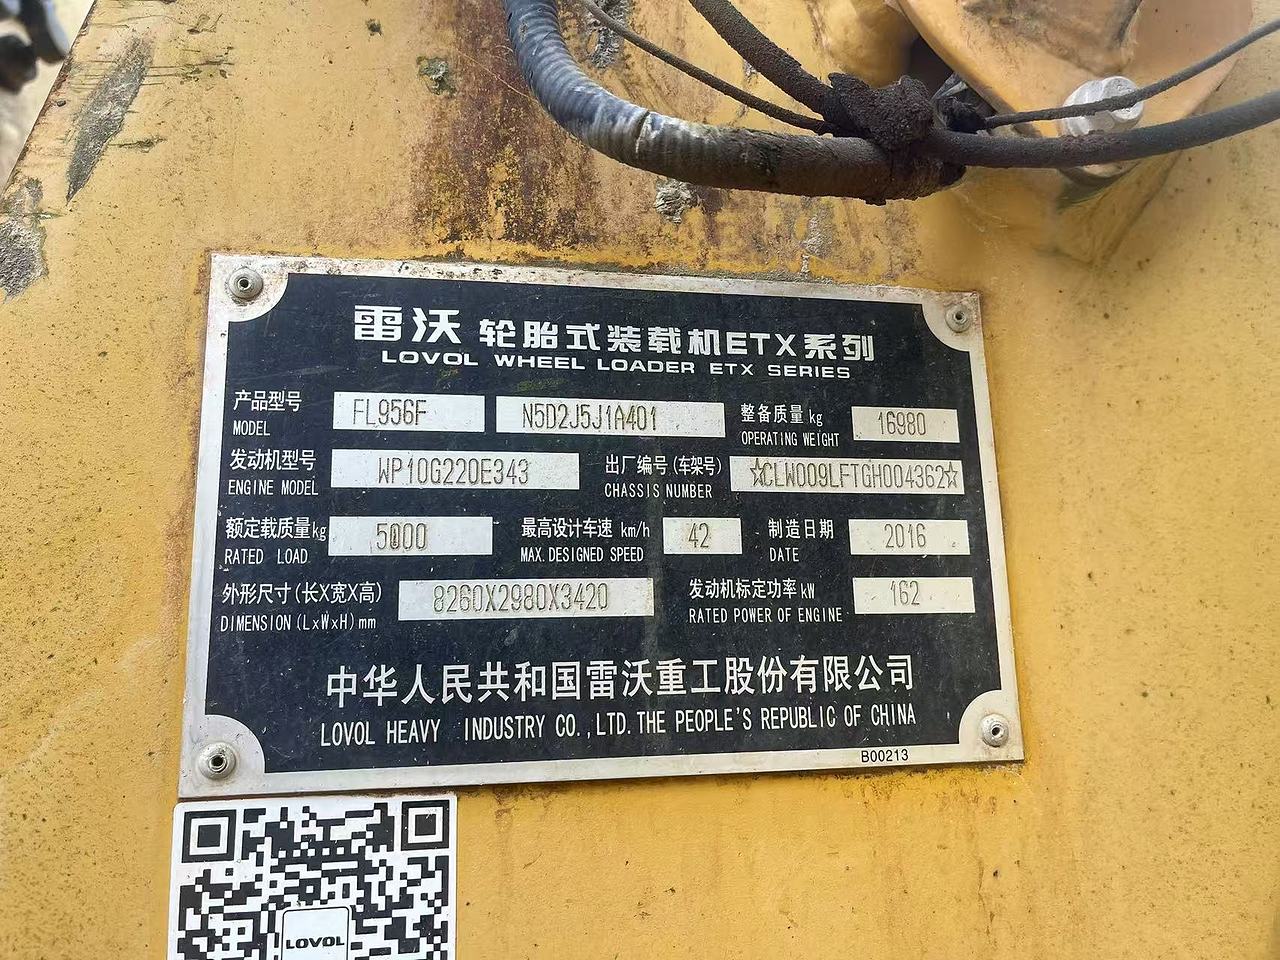 雷沃 轮胎式装载机ETX系列
LOVOL WHEEL LOADER ETX SERIES
产品型号 FL956F N5D2J5J1A401 整备质量 kg 16980
MODEL OPERATING WEIGHT
发动机型号 WP10G220E343 出厂编号(车架号) ☆CLW009LFTGH004362☆
ENGINE MODEL CHASSIS NUMBER
额定载质量kg 5000 最高设计车速 km/h 42 制造日期 2016
RATED LOAD MAX.DESIGNED SPEED DATE
外形尺寸(长X宽X高) 8260X2980X3420 发动机标定功率kW 162
DIMENSION(LxWxH)mm RATED POWER OF ENGINE
中华人民共和国雷沃重工股份有限公司
LOVOL HEAVY INDUSTRY CO.,LTD.THE PEOPLE'S REPUBLIC OF CHINA
B00213
LOVOL